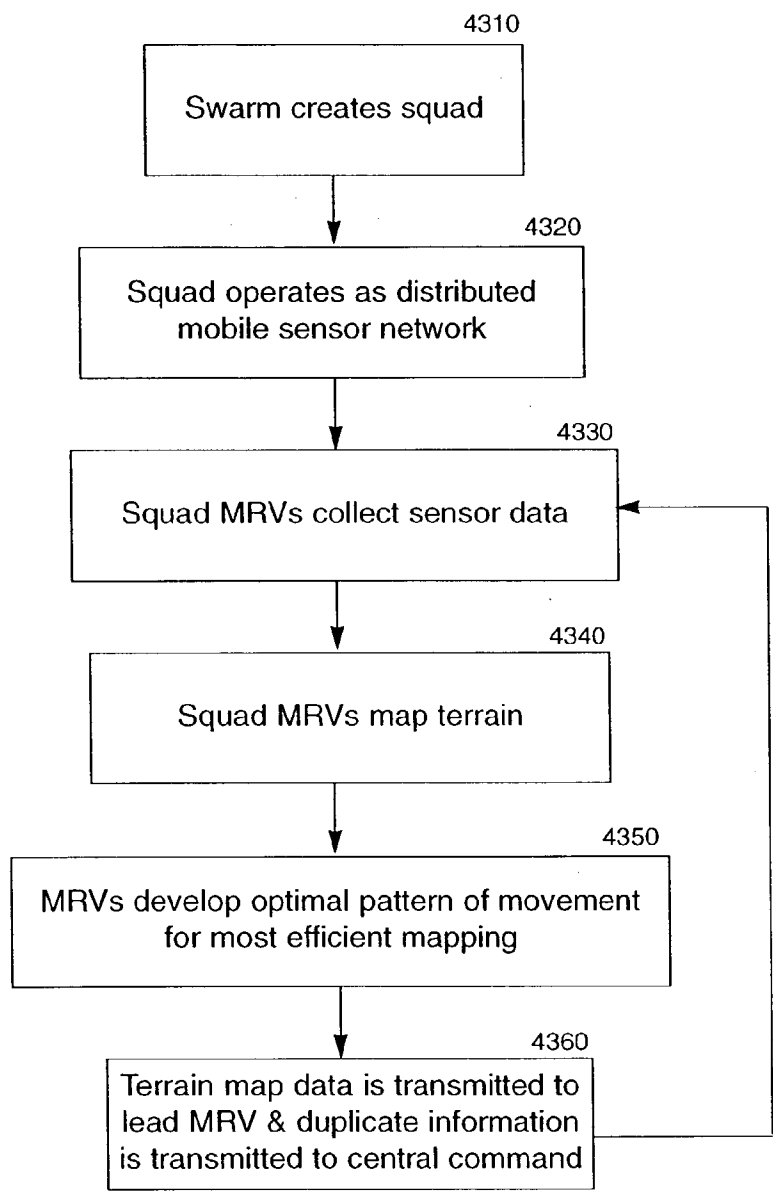 4310
Swarm creates squad
4320
Squad operates as distributed
mobile sensor network
4330
Squad MRVs collect sensor data
4340
Squad MRVs map terrain
4350
MRVs develop optimal pattern of movement
for most efficient mapping
4360
Terrain map data is transmitted to
lead MRV & duplicate information
is transmitted to central command